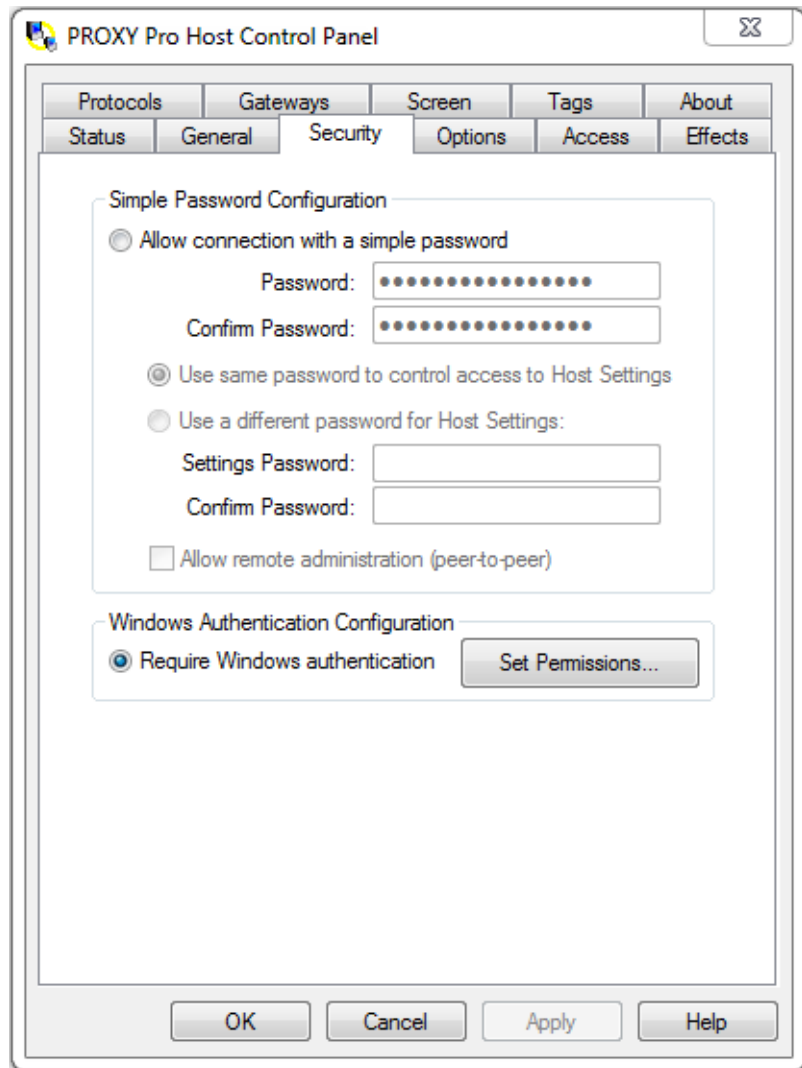 PROXY Pro Host Control Panel
Protocols Gateways Screen Tags About
Status General Security Options Access Effects
Simple Password Configuration
Allow connection with a simple password
Password: ●●●●●●●●●●●●●●●●
Confirm Password: ●●●●●●●●●●●●●●●●
Use same password to control access to Host Settings
Use a different password for Host Settings:
Settings Password:
Confirm Password:
Allow remote administration (peer-to-peer)
Windows Authentication Configuration
Require Windows authentication Set Permissions...
OK Cancel Apply Help